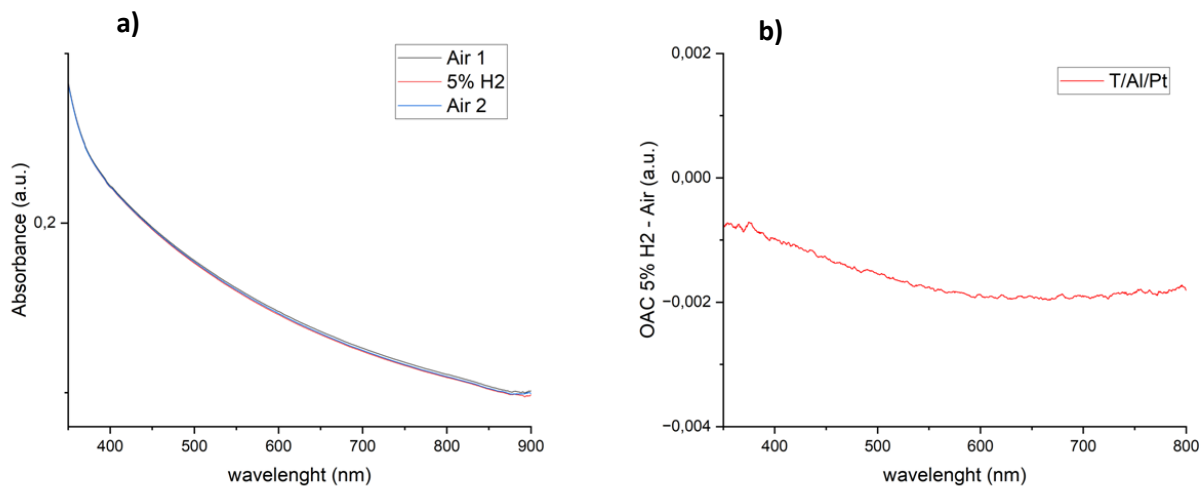 a)
Air 1
5% H2
Air 2
Absorbance (a.u.)
0,2
400 500 600 700 800 900
wavelenght (nm)
b)
T/Al/Pt
OAC 5% H2 - Air (a.u.)
0,002
0,000
−0,002
−0,004
400 500 600 700 800
wavelenght (nm)